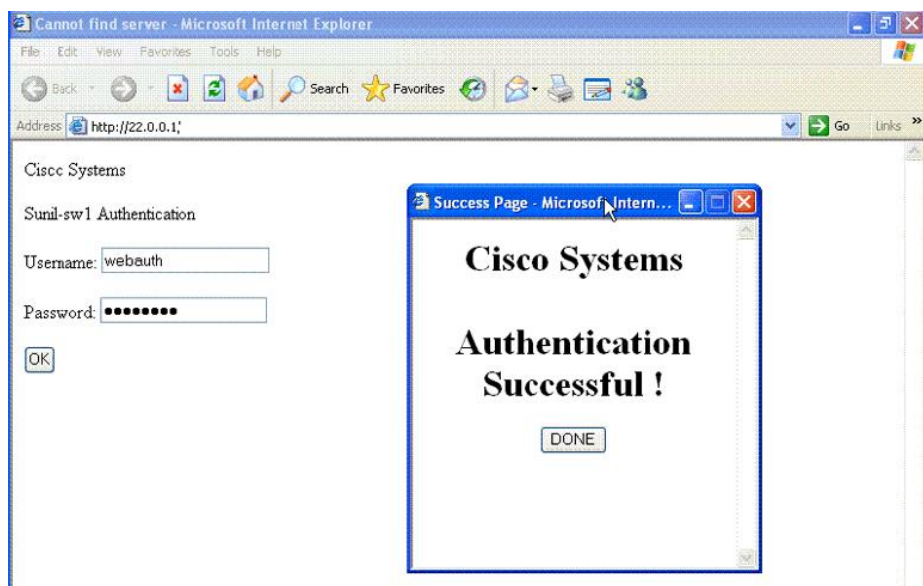 Cannot find server - Microsoft Internet Explorer
File Edit View Favorites Tools Help
Back Search Favorites
Address http://22.0.0.1,' Go Links »
Ciscc Systems
Sunil-sw1 Authentication
Username: webauth
Password: ●●●●●●●●
OK
Success Page - Microsoft Intern...
Cisco Systems
Authentication
Successful !
DONE